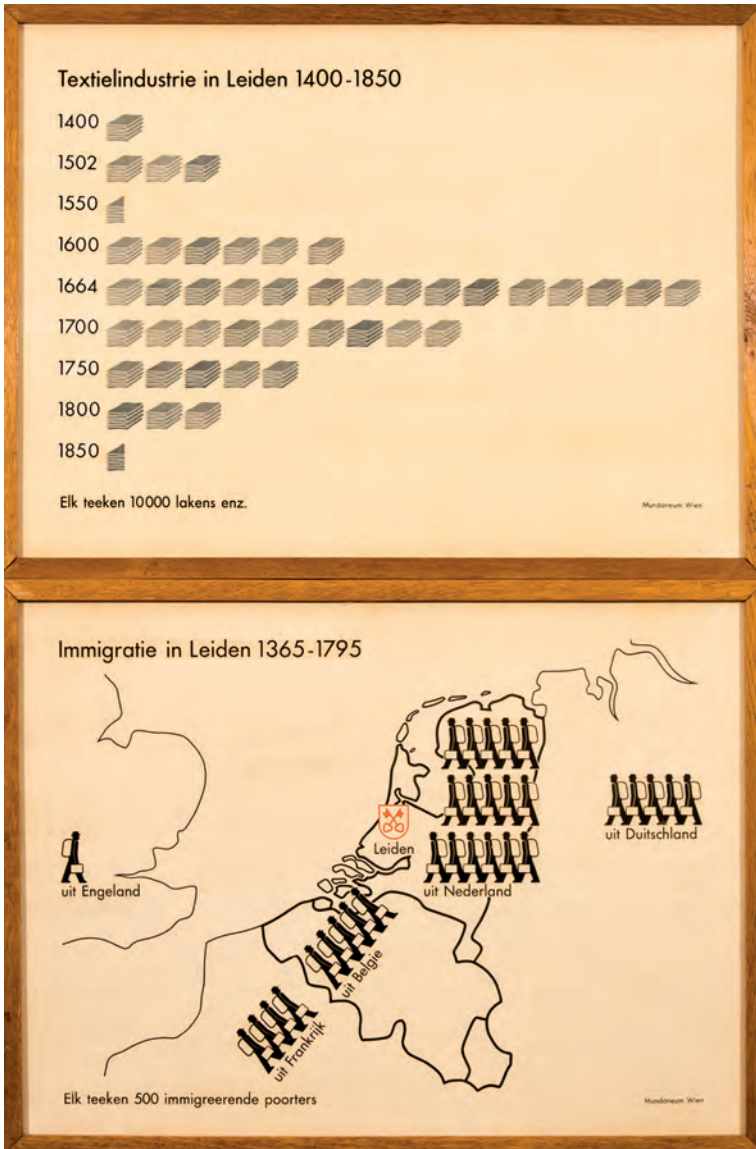 Textielindustrie in Leiden 1400-1850
1400
1502
1550
1600
1664
1700
1750
1800
1850
Elk teeken 10000 lakens enz.
Mundaneum Wien
Immigratie in Leiden 1365-1795
Leiden
uit Duitschland
uit Engeland
uit Nederland
uit Belgie
uit Frankrijk
Elk teeken 500 immigreerende poorters
Mundaneum Wien